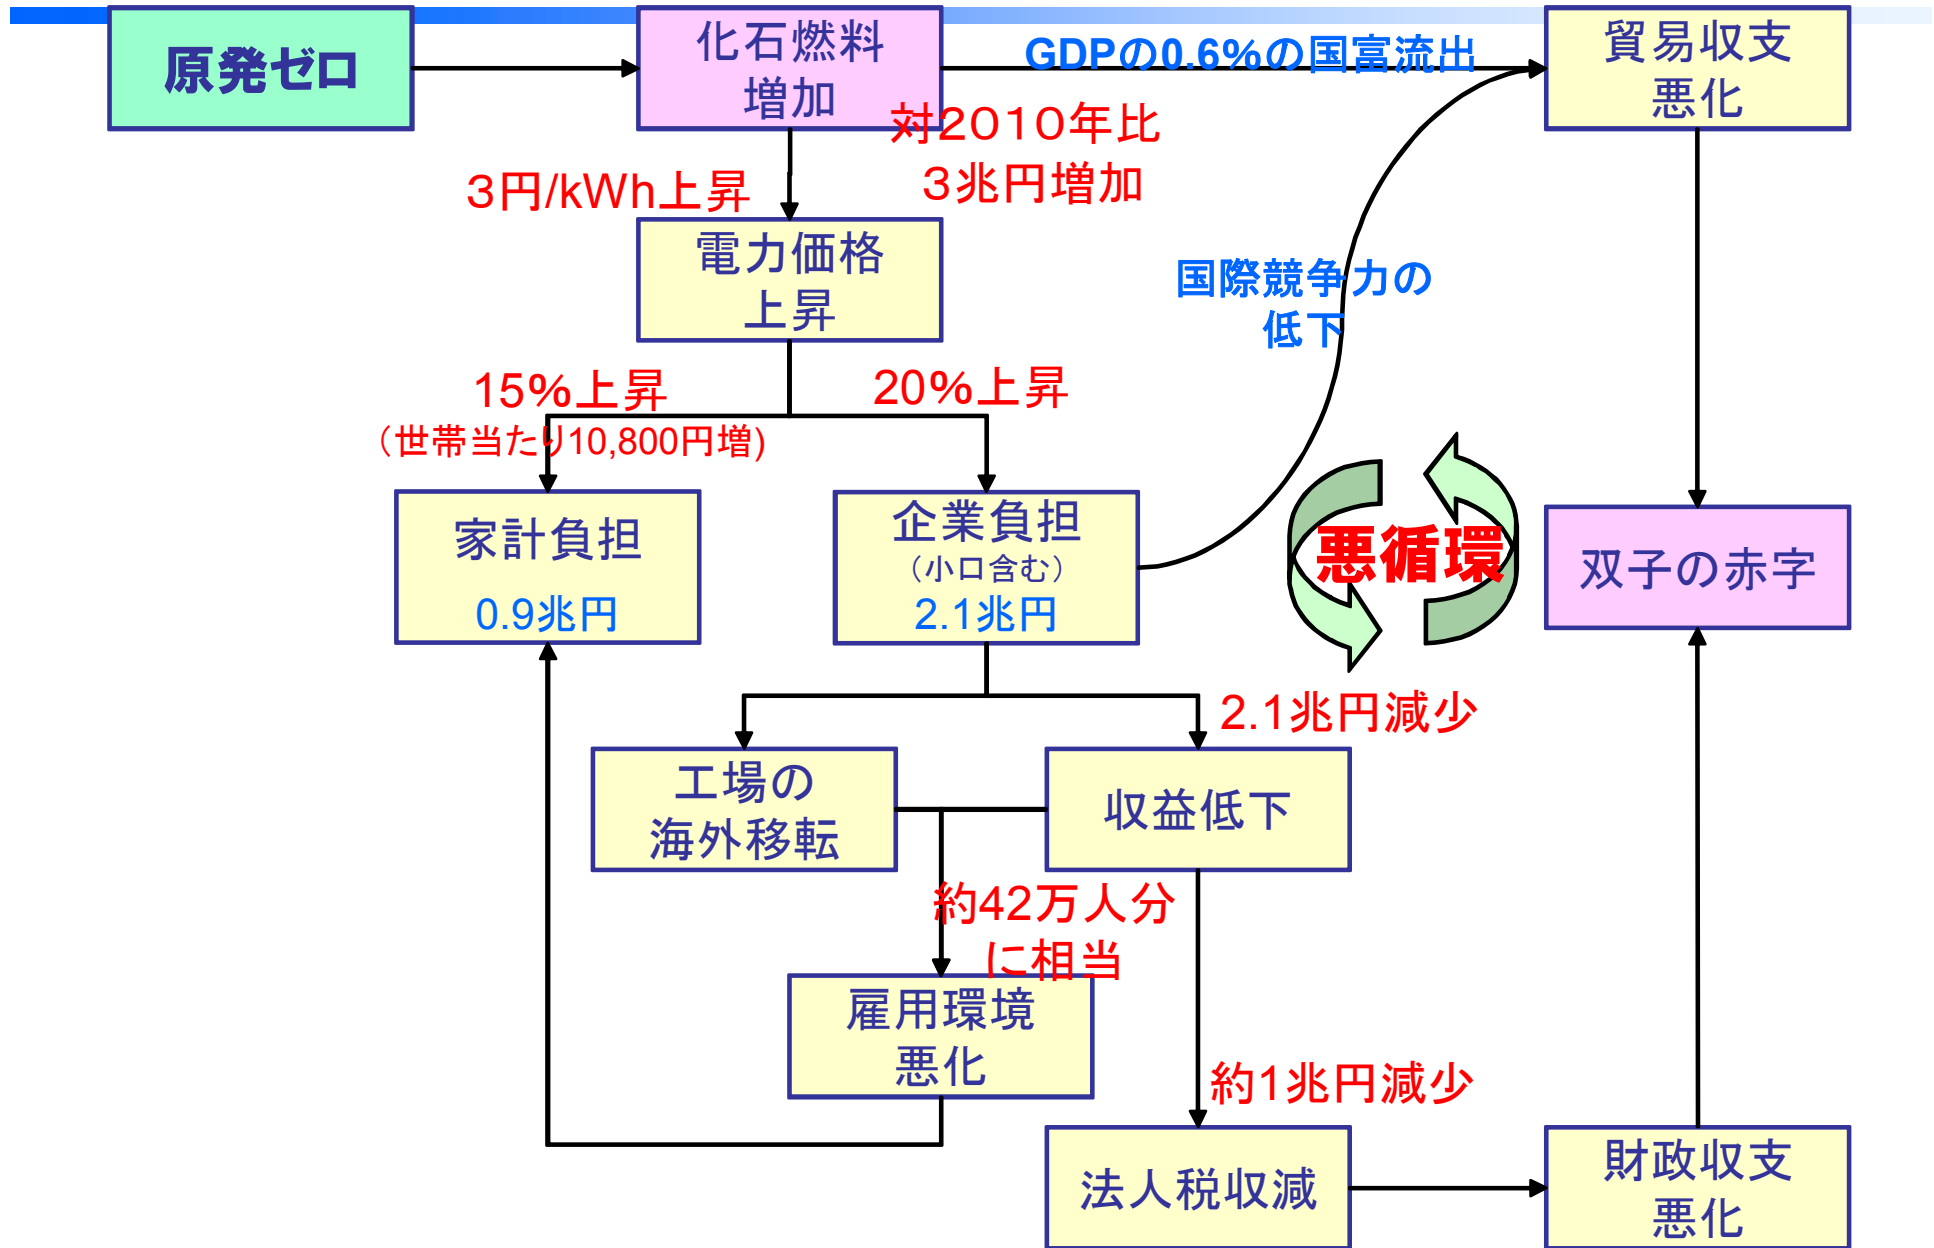 原発ゼロ
化石燃料
増加
GDPの0.6%の国富流出
貿易収支
悪化
対2010年比
3兆円増加
3円/kWh上昇
電力価格
上昇
国際競争力の
低下
15%上昇
(世帯当たり10,800円増)
20%上昇
家計負担
0.9兆円
企業負担
(小口含む)
2.1兆円
悪循環
双子の赤字
2.1兆円減少
工場の
海外移転
収益低下
約42万人分
に相当
雇用環境
悪化
約1兆円減少
法人税収減
財政収支
悪化